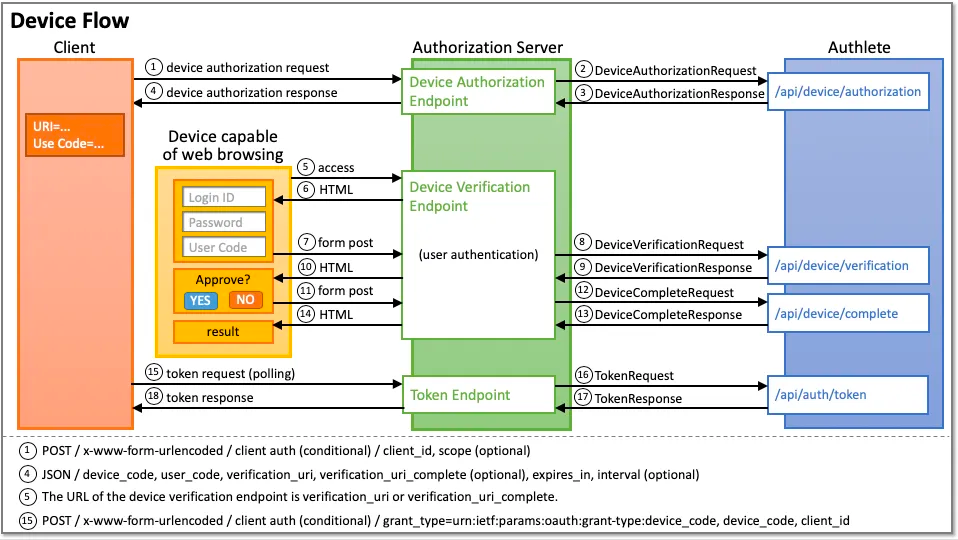 Device Flow
Client
Authorization Server
Authlete
① device authorization request
② DeviceAuthorizationRequest
④ device authorization response
③ DeviceAuthorizationResponse
Device Authorization
Endpoint
/api/device/authorization
URI=...
Use Code=...
Device capable
of web browsing
⑤ access
⑥ HTML
Device Verification
Endpoint
Login ID
Password
User Code
⑦ form post
(user authentication)
⑧ DeviceVerificationRequest
⑨ DeviceVerificationResponse
/api/device/verification
⑩ HTML
Approve?
YES
NO
⑪ form post
⑫ DeviceCompleteRequest
⑬ DeviceCompleteResponse
/api/device/complete
⑭ HTML
result
⑮ token request (polling)
⑯ TokenRequest
⑱ token response
⑰ TokenResponse
Token Endpoint
/api/auth/token
① POST / x-www-form-urlencoded / client auth (conditional) / client_id, scope (optional)
④ JSON / device_code, user_code, verification_uri, verification_uri_complete (optional), expires_in, interval (optional)
⑤ The URL of the device verification endpoint is verification_uri or verification_uri_complete.
⑮ POST / x-www-form-urlencoded / client auth (conditional) / grant_type=urn:ietf:params:oauth:grant-type:device_code, device_code, client_id